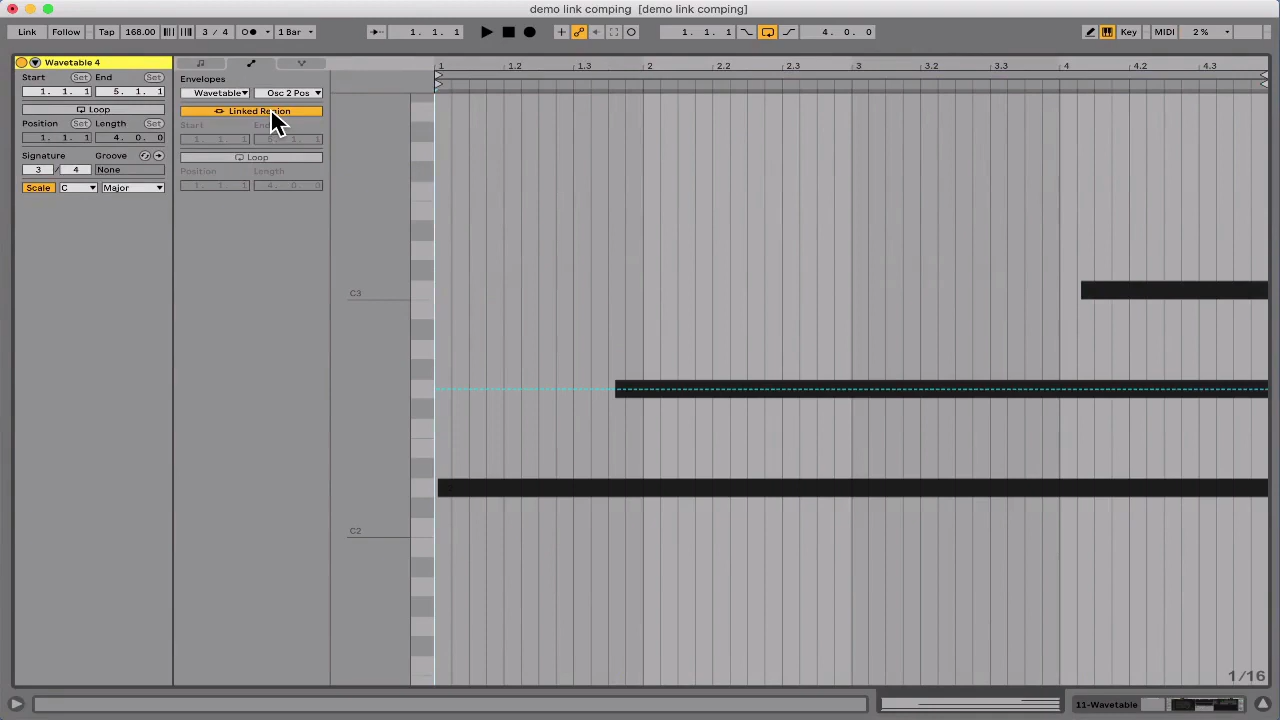 demo link comping [demo link comping]
Link Follow Tap 168.00 3 / 4 1 Bar 1. 1. 1 1. 1. 1 4. 0. 0 Key MIDI 2 %
Wavetable 4
Start Set End Set
1. 1. 1 5. 1. 1
Loop
Position Set Length Set
1. 1. 1 4. 0. 0
Signature Groove
3 / 4 None
Scale C Major
Envelopes
Wavetable Osc 2 Pos
Linked Region
Start
1. 1. 1 5. 1. 1
Loop
Position Length
1. 1. 1 4. 0. 0
1 1.2 1.3 2 2.2 2.3 3 3.2 3.3 4 4.2 4.3
C3
C2
1/16
11-Wavetable